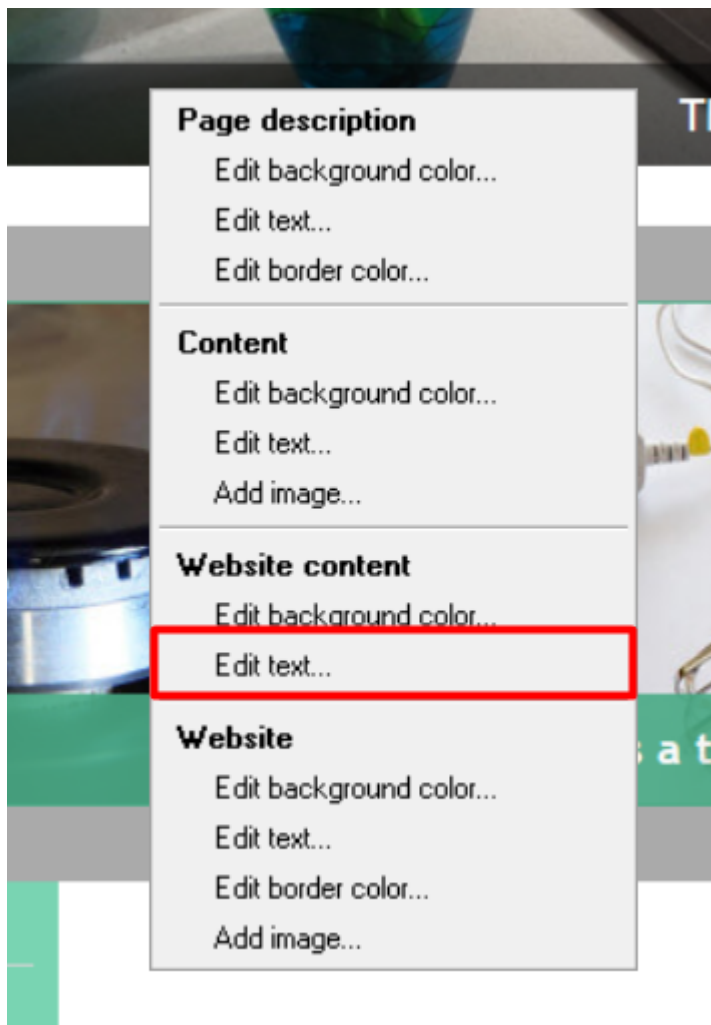 Th
Page description
Edit background color...
Edit text...
Edit border color...
Content
Edit background color...
Edit text...
Add image...
Website content
Edit background color...
Edit text...
Website
s a t
Edit background color...
Edit text...
Edit border color...
Add image...